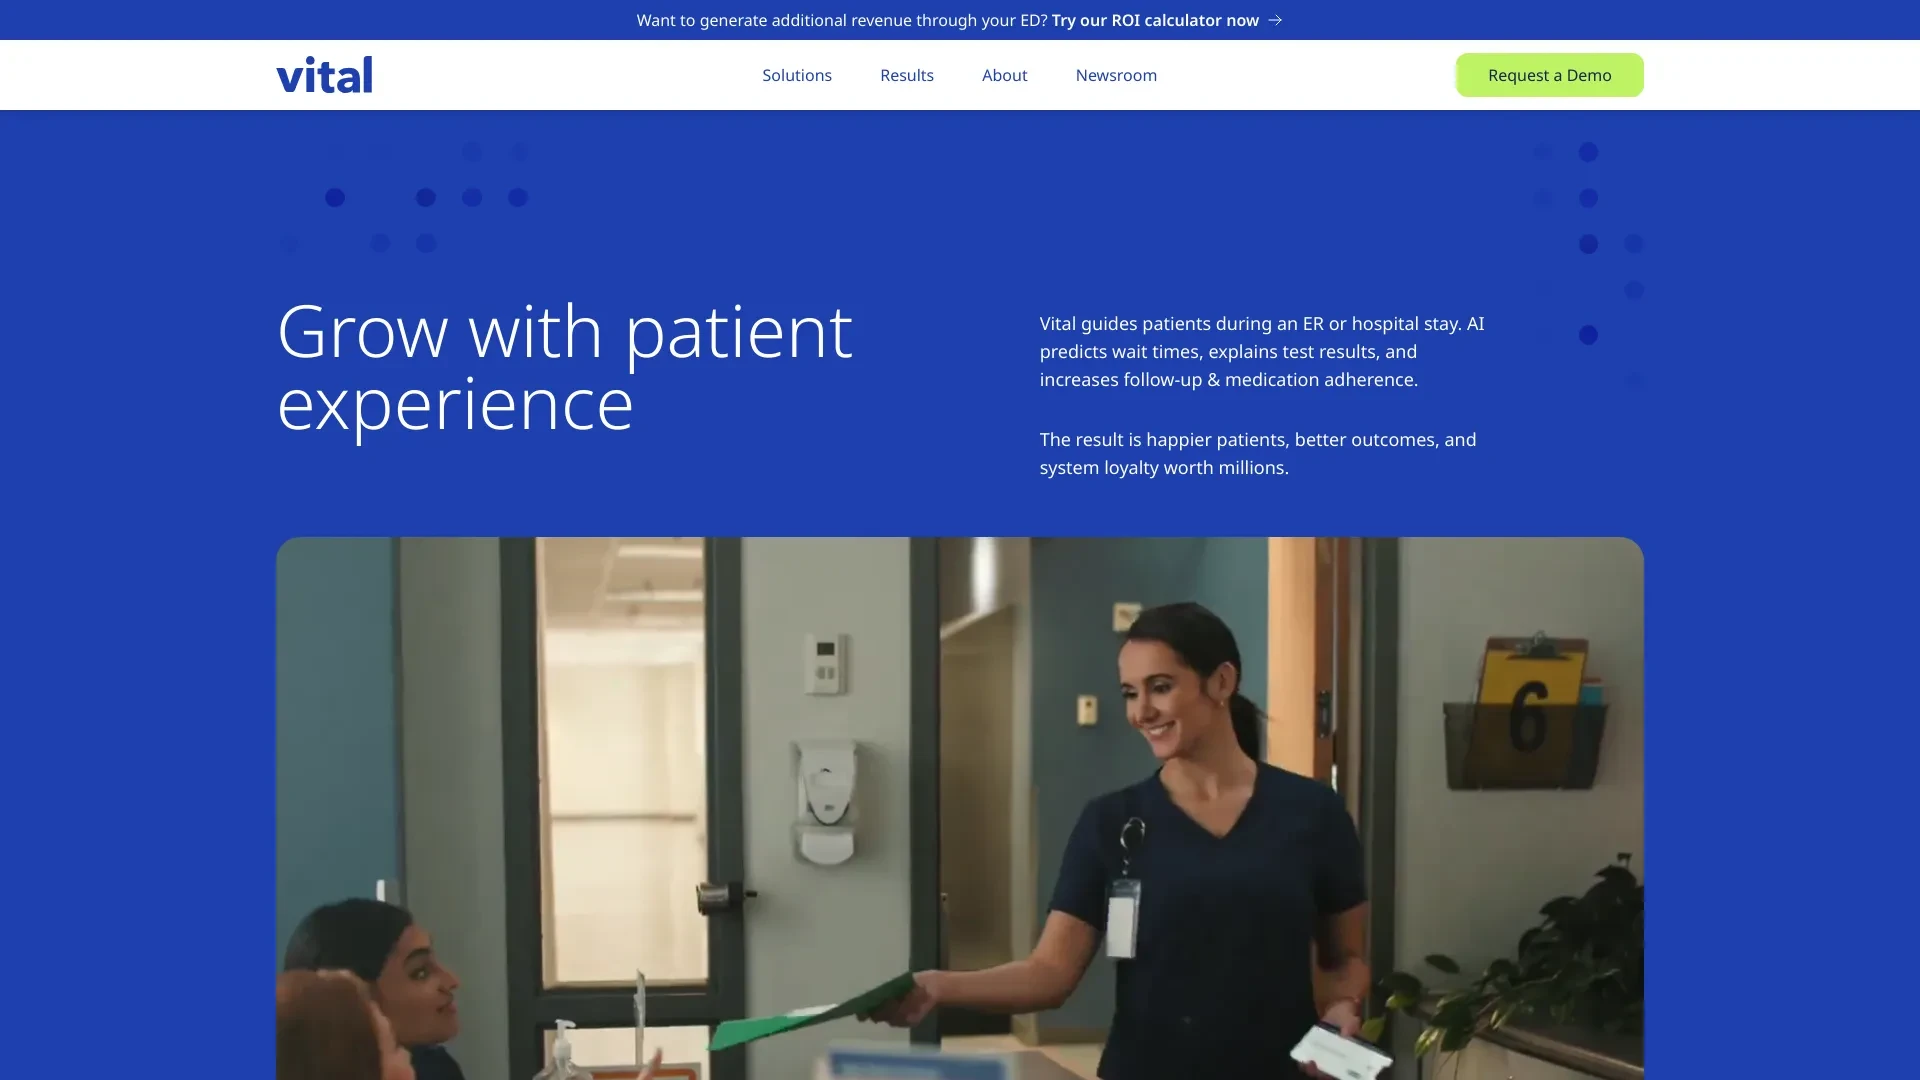 Want to generate additional revenue through your ED? Try our ROI calculator now →
vital
Solutions
Results
About
Newsroom
Request a Demo
Grow with patient
experience
Vital guides patients during an ER or hospital stay. AI
predicts wait times, explains test results, and
increases follow-up & medication adherence.
The result is happier patients, better outcomes, and
system loyalty worth millions.
6